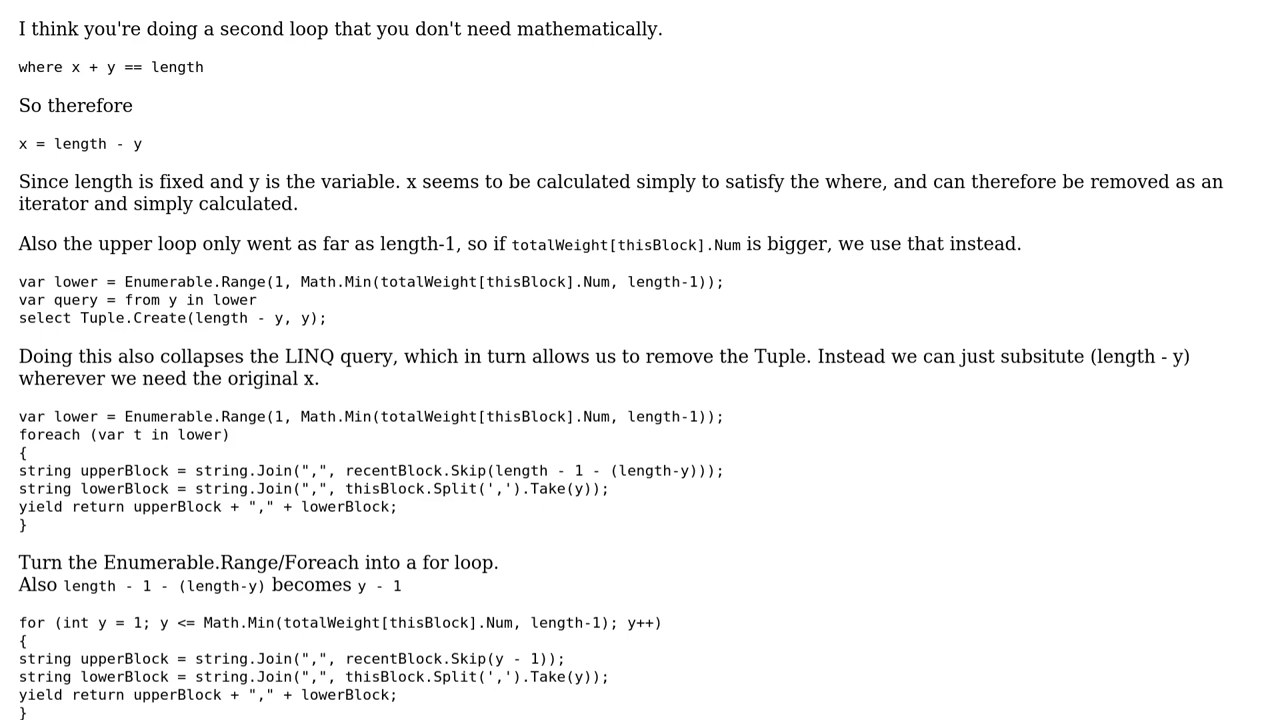 I think you're doing a second loop that you don't need mathematically.
where x + y == length
So therefore
x = length - y
Since length is fixed and y is the variable. x seems to be calculated simply to satisfy the where, and can therefore be removed as an
iterator and simply calculated.
Also the upper loop only went as far as length-1, so if totalWeight[thisBlock].Num is bigger, we use that instead.
var lower = Enumerable.Range(1, Math.Min(totalWeight[thisBlock].Num, length-1));
var query = from y in lower
select Tuple.Create(length - y, y);
Doing this also collapses the LINQ query, which in turn allows us to remove the Tuple. Instead we can just subsitute (length - y)
wherever we need the original x.
var lower = Enumerable.Range(1, Math.Min(totalWeight[thisBlock].Num, length-1));
foreach (var t in lower)
{
string upperBlock = string.Join(",", recentBlock.Skip(length - 1 - (length-y)));
string lowerBlock = string.Join(",", thisBlock.Split(',').Take(y));
yield return upperBlock + "," + lowerBlock;
}
Turn the Enumerable.Range/Foreach into a for loop.
Also length - 1 - (length-y) becomes y - 1
for (int y = 1; y <= Math.Min(totalWeight[thisBlock].Num, length-1); y++)
{
string upperBlock = string.Join(",", recentBlock.Skip(y - 1));
string lowerBlock = string.Join(",", thisBlock.Split(',').Take(y));
yield return upperBlock + "," + lowerBlock;
}